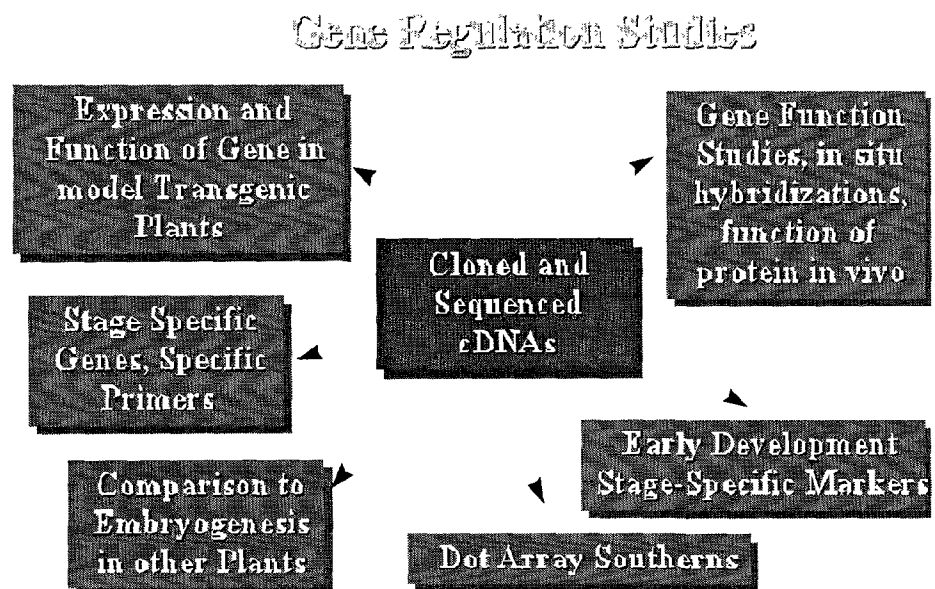 Gene Regulation Studies
Expression and
Function of Gene in
model Transgenic
Plants
Gene Function
Studies, in situ
hybridizations,
function of
protein in vivo
Cloned and
Sequenced
cDNAs
Stage Specific
Genes, Specific
Primers
Early Development
Stage-Specific Markers
Comparison to
Embryogenesis
in other Plants
Dot Array Southerns